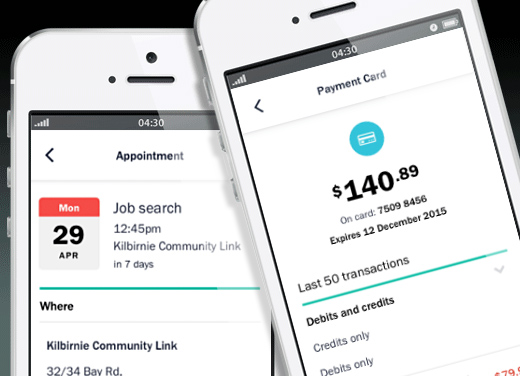 04:30
Appointment
Mon
29
APR
Job search
12:45pm
Kilbirnie Community Link
in 7 days
Where
Kilbirnie Community Link
32/34 Bay Rd,
04:30
Payment Card
$140.89
On card: 7509 8456
Expires 12 December 2015
Last 50 transactions
Debits and credits
Credits only
Debits only